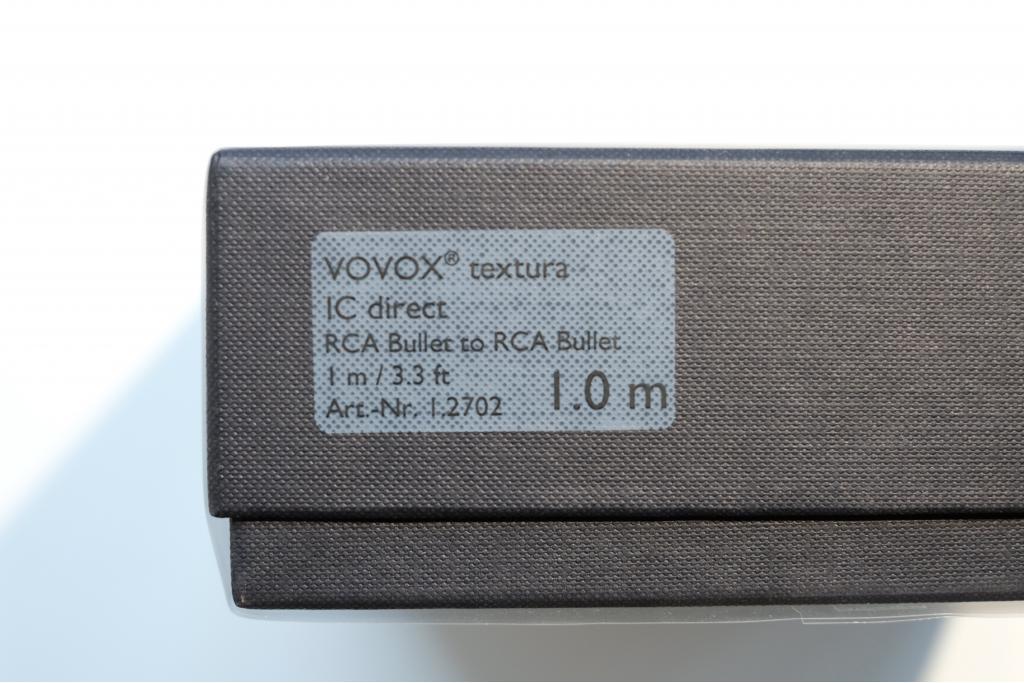 VOVOX® textura
IC direct
RCA Bullet to RCA Bullet
1 m / 3.3 ft
Art.-Nr. 1.2702
1.0 m